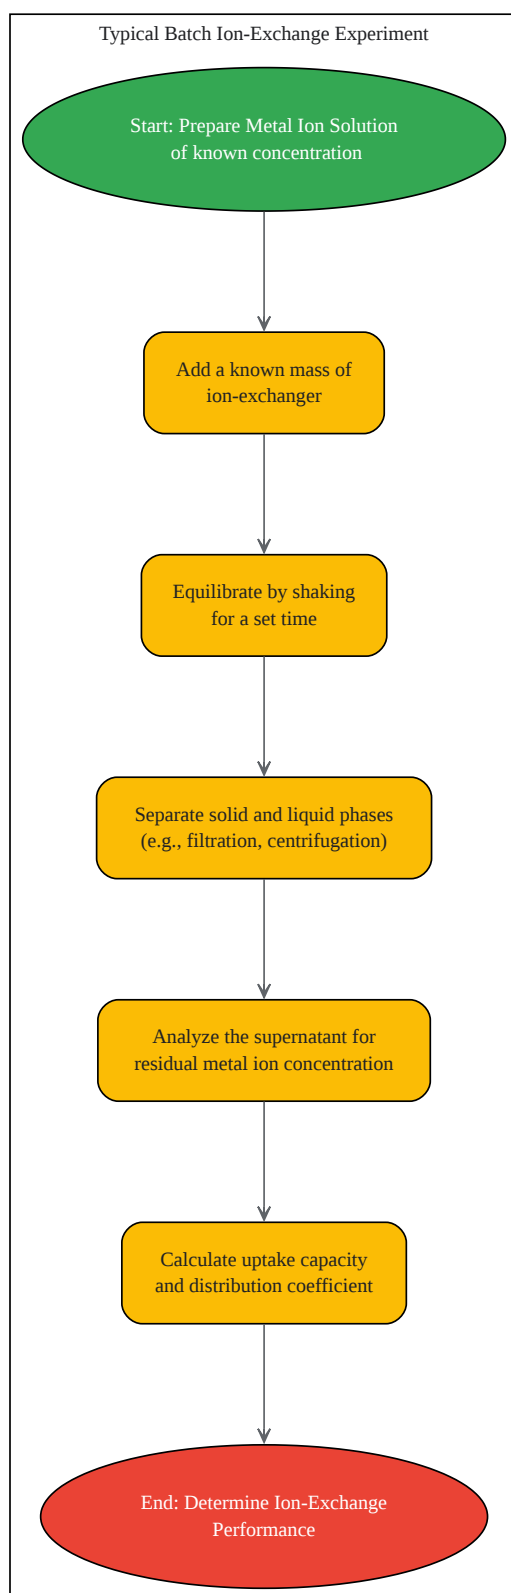 Typical Batch Ion-Exchange Experiment
Start: Prepare Metal Ion Solution
of known concentration
Add a known mass of
ion-exchanger
Equilibrate by shaking
for a set time
Separate solid and liquid phases
(e.g., filtration, centrifugation)
Analyze the supernatant for
residual metal ion concentration
Calculate uptake capacity
and distribution coefficient
End: Determine Ion-Exchange
Performance